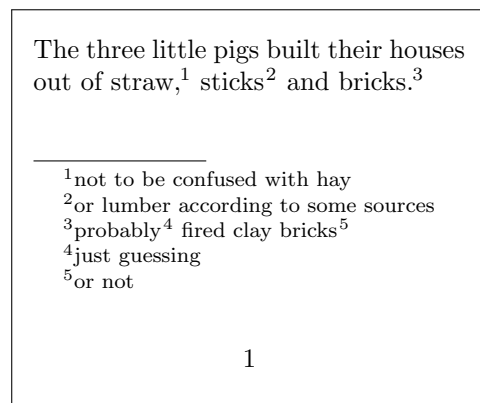 The three little pigs built their houses
out of straw,¹ sticks² and bricks.³
¹not to be confused with hay
²or lumber according to some sources
³probably⁴ fired clay bricks⁵
⁴just guessing
⁵or not
1